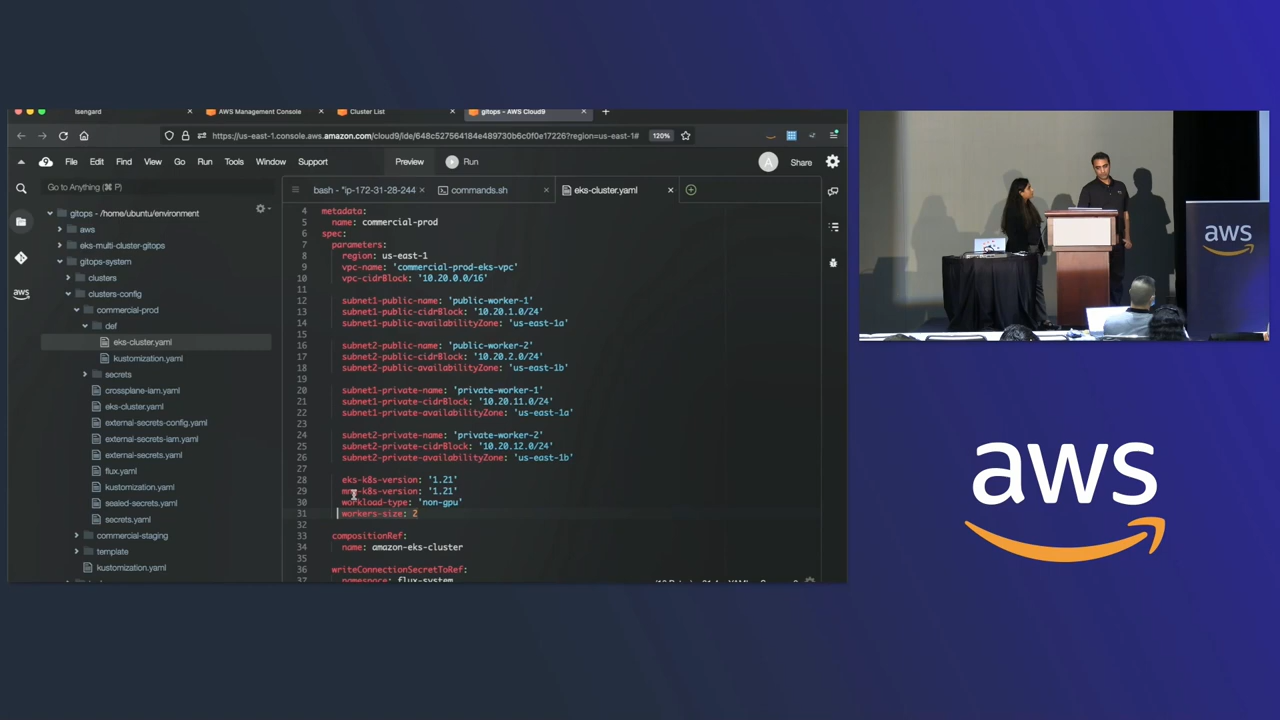 Isengard
AWS Management Console
Cluster List
gitops - AWS Cloud9
https://us-east-1.console.aws.amazon.com/cloud9/ide/648c527564184e489730b6c0f0e17226?region=us-east-1#
120%
File Edit Find View Go Run Tools Window Support
Preview
Run
A
Share
Go to Anything (⌘ P)
bash - "ip-172-31-28-244
commands.sh
eks-cluster.yaml
gitops - /home/ubuntu/environment
aws
eks-multi-cluster-gitops
gitops-system
clusters
clusters-config
commercial-prod
def
eks-cluster.yaml
kustomization.yaml
secrets
crossplane-iam.yaml
eks-cluster.yaml
external-secrets-config.yaml
external-secrets-iam.yaml
external-secrets.yaml
flux.yaml
kustomization.yaml
sealed-secrets.yaml
secrets.yaml
commercial-staging
template
kustomization.yaml
aws
4 metadata:
5 name: commercial-prod
6 spec:
7 parameters:
8 region: us-east-1
9 vpc-name: 'commercial-prod-eks-vpc'
10 vpc-cidrBlock: '10.20.0.0/16'
11
12 subnet1-public-name: 'public-worker-1'
13 subnet1-public-cidrBlock: '10.20.1.0/24'
14 subnet1-public-availabilityZone: 'us-east-1a'
15
16 subnet2-public-name: 'public-worker-2'
17 subnet2-public-cidrBlock: '10.20.2.0/24'
18 subnet2-public-availabilityZone: 'us-east-1b'
19
20 subnet1-private-name: 'private-worker-1'
21 subnet1-private-cidrBlock: '10.20.11.0/24'
22 subnet1-private-availabilityZone: 'us-east-1a'
23
24 subnet2-private-name: 'private-worker-2'
25 subnet2-private-cidrBlock: '10.20.12.0/24'
26 subnet2-private-availabilityZone: 'us-east-1b'
27
28 eks-k8s-version: '1.21'
29 mng-k8s-version: '1.21'
30 workload-type: 'non-gpu'
31 workers-size: 2
32
33 compositionRef:
34 name: amazon-eks-cluster
35
36 writeConnectionSecretToRef:
37 namespace: flux-system
aws
aws